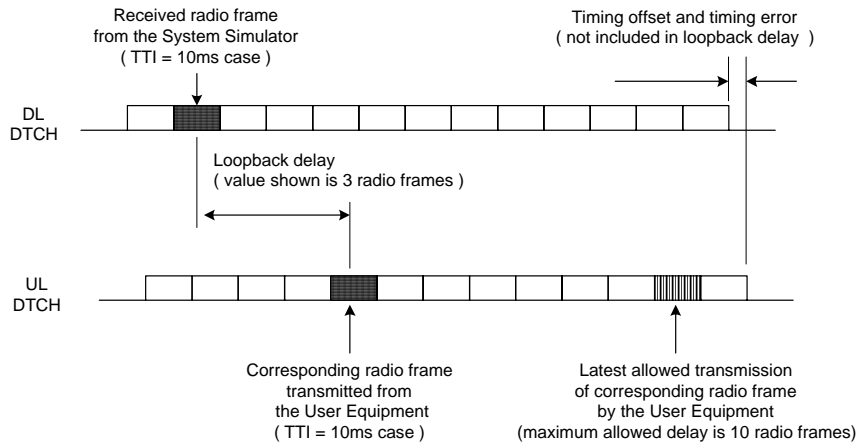 Received radio frame
from the System Simulator
( TTI = 10ms case )
Timing offset and timing error
( not included in loopback delay )
DL
DTCH
Loopback delay
( value shown is 3 radio frames )
UL
DTCH
Corresponding radio frame
transmitted from
the User Equipment
( TTI = 10ms case )
Latest allowed transmission
of corresponding radio frame
by the User Equipment
(maximum allowed delay is 10 radio frames)